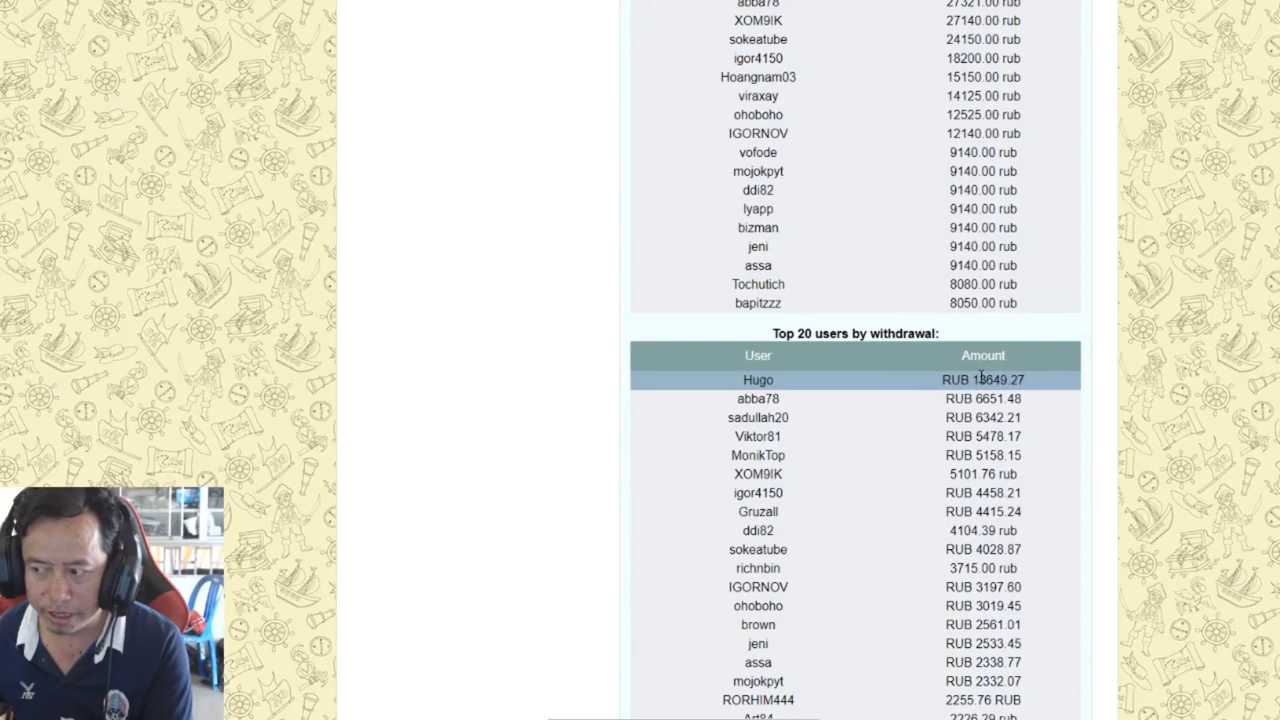 abba78 27321.00 rub
XOM9IK 27140.00 rub
sokeatube 24150.00 rub
igor4150 18200.00 rub
Hoangnam03 15150.00 rub
viraxay 14125.00 rub
ohoboho 12525.00 rub
IGORNOV 12140.00 rub
vofode 9140.00 rub
mojokpyt 9140.00 rub
ddi82 9140.00 rub
lyapp 9140.00 rub
bizman 9140.00 rub
jeni 9140.00 rub
assa 9140.00 rub
Tochutich 8080.00 rub
bapitzzz 8050.00 rub
Top 20 users by withdrawal:
User Amount
Hugo RUB 13649.27
abba78 RUB 6651.48
sadullah20 RUB 6342.21
Viktor81 RUB 5478.17
MonikTop RUB 5158.15
XOM9IK 5101.76 rub
igor4150 RUB 4458.21
Gruzall RUB 4415.24
ddi82 4104.39 rub
sokeatube RUB 4028.87
richnbin 3715.00 rub
IGORNOV RUB 3197.60
ohoboho RUB 3019.45
brown RUB 2561.01
jeni RUB 2533.45
assa RUB 2338.77
mojokpyt RUB 2332.07
RORHIM444 2255.76 RUB
Art84 2226.29 rub